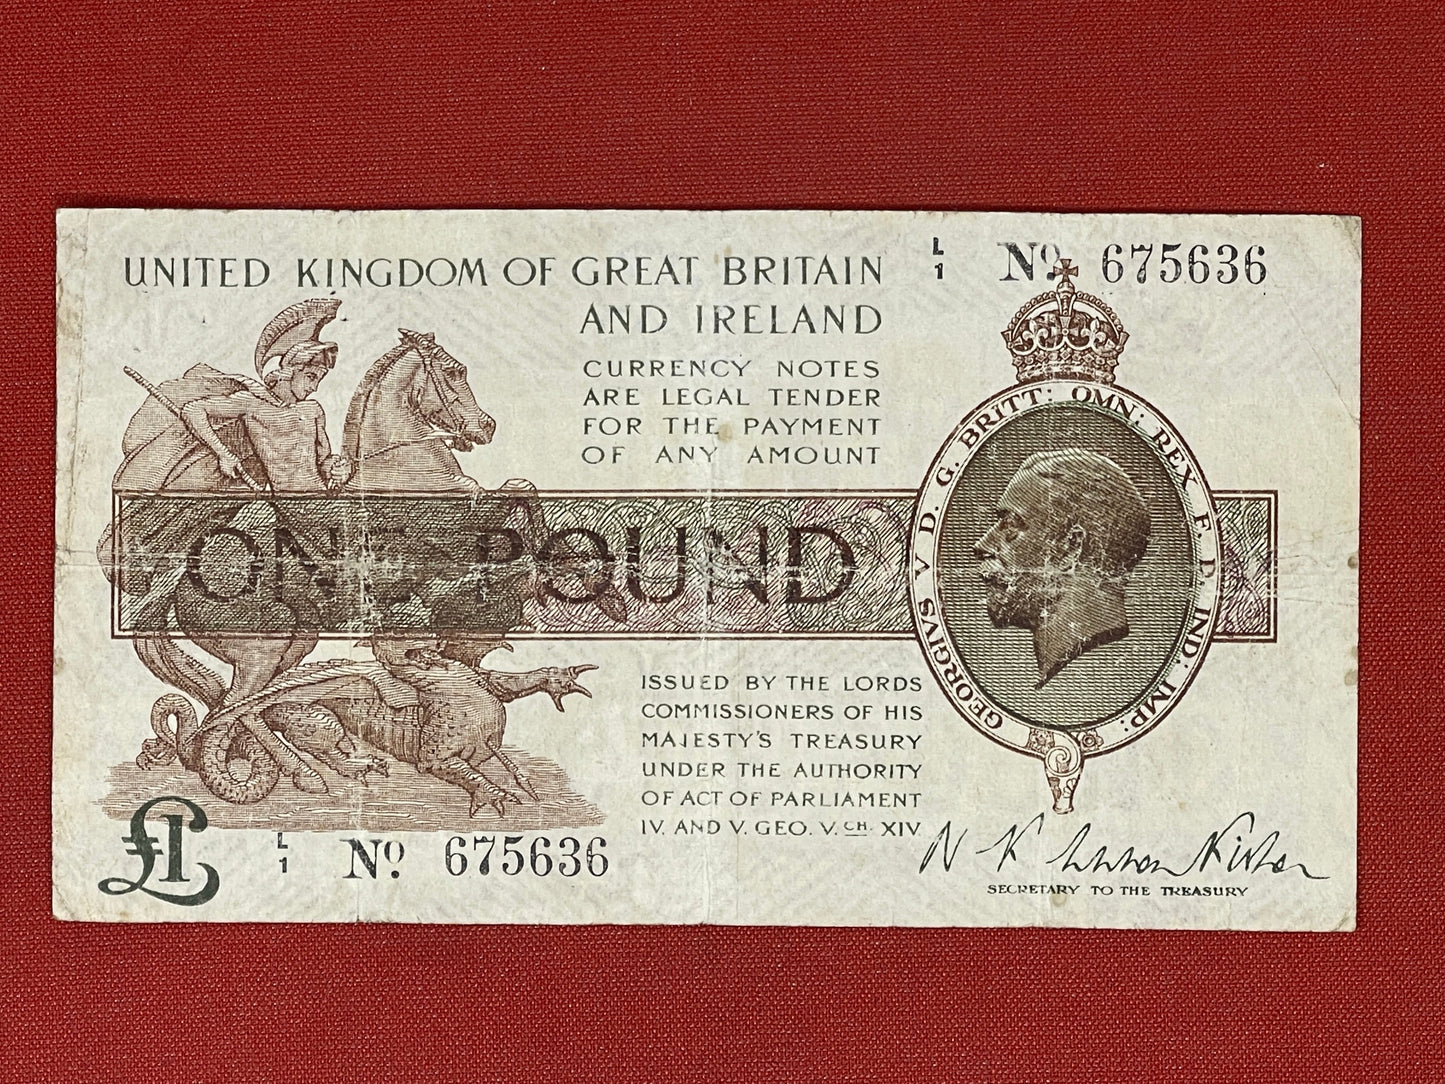 UNITED KINGDOM OF GREAT BRITAIN
AND IRELAND
L
1
No. 675636
CURRENCY NOTES
ARE LEGAL TENDER
FOR THE PAYMENT
OF ANY AMOUNT
ONE POUND
GEORGIVS V D. G. BRITT: OMN: REX F. D. IND: IMP:
ISSUED BY THE LORDS
COMMISSIONERS OF HIS
MAJESTY'S TREASURY
UNDER THE AUTHORITY
OF ACT OF PARLIAMENT
IV. AND V. GEO. V. CH. XIV.
£1
L
1
No. 675636
SECRETARY TO THE TREASURY